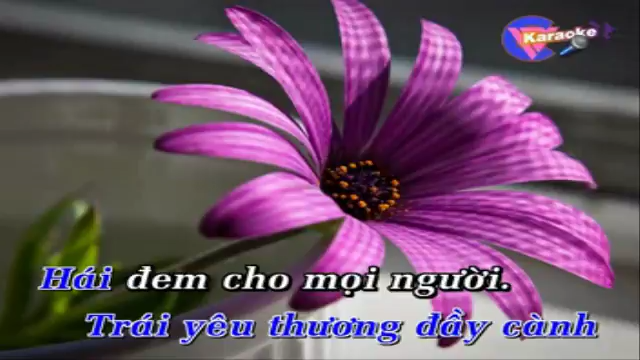 Karaoke
Hái đem cho mọi người.
Trái yêu thương đầy cành